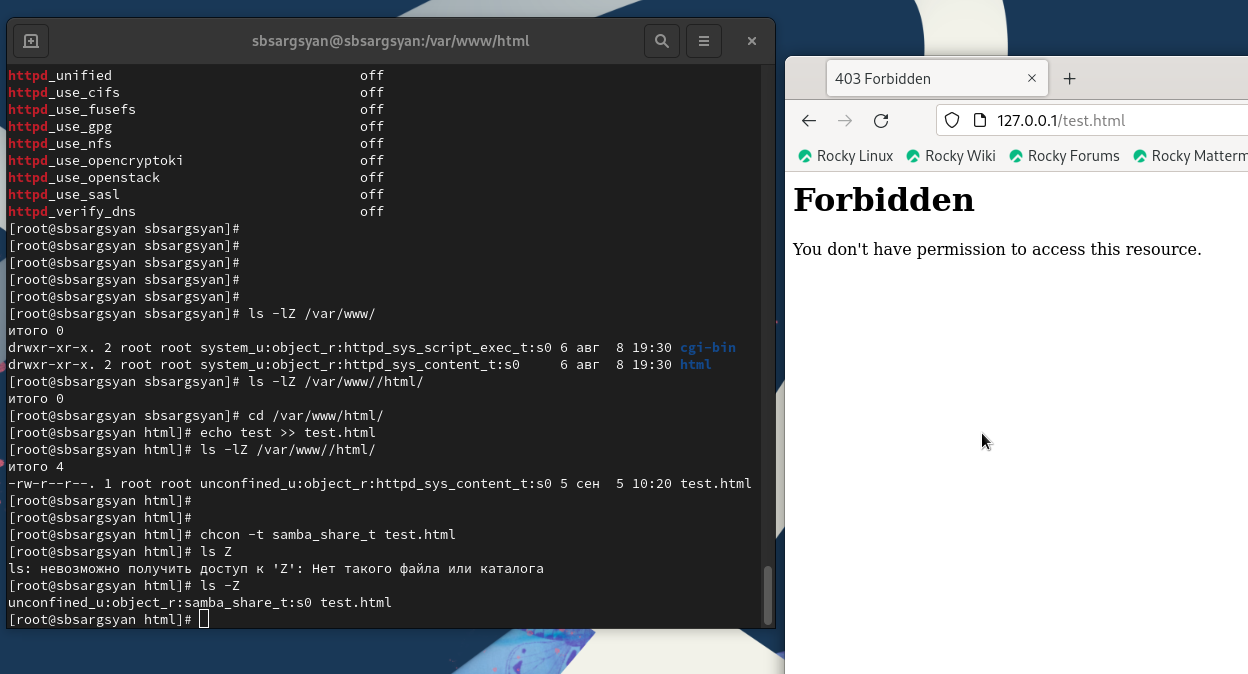 sbsargsyan@sbsargsyan:/var/www/html
httpd_unified off
httpd_use_cifs off
httpd_use_fusefs off
httpd_use_gpg off
httpd_use_nfs off
httpd_use_opencryptoki off
httpd_use_openstack off
httpd_use_sasl off
httpd_verify_dns off
[root@sbsargsyan sbsargsyan]#
[root@sbsargsyan sbsargsyan]#
[root@sbsargsyan sbsargsyan]#
[root@sbsargsyan sbsargsyan]#
[root@sbsargsyan sbsargsyan]#
[root@sbsargsyan sbsargsyan]# ls -lZ /var/www/
итого 0
drwxr-xr-x. 2 root root system_u:object_r:httpd_sys_script_exec_t:s0 6 авг  8 19:30 cgi-bin
drwxr-xr-x. 2 root root system_u:object_r:httpd_sys_content_t:s0     6 авг  8 19:30 html
[root@sbsargsyan sbsargsyan]# ls -lZ /var/www//html/
итого 0
[root@sbsargsyan sbsargsyan]# cd /var/www/html/
[root@sbsargsyan html]# echo test >> test.html
[root@sbsargsyan html]# ls -lZ /var/www//html/
итого 4
-rw-r--r--. 1 root root unconfined_u:object_r:httpd_sys_content_t:s0 5 сен  5 10:20 test.html
[root@sbsargsyan html]#
[root@sbsargsyan html]#
[root@sbsargsyan html]# chcon -t samba_share_t test.html
[root@sbsargsyan html]# ls Z
ls: невозможно получить доступ к 'Z': Нет такого файла или каталога
[root@sbsargsyan html]# ls -Z
unconfined_u:object_r:samba_share_t:s0 test.html
[root@sbsargsyan html]#
403 Forbidden
127.0.0.1/test.html
Rocky Linux Rocky Wiki Rocky Forums Rocky Matterm
Forbidden
You don't have permission to access this resource.